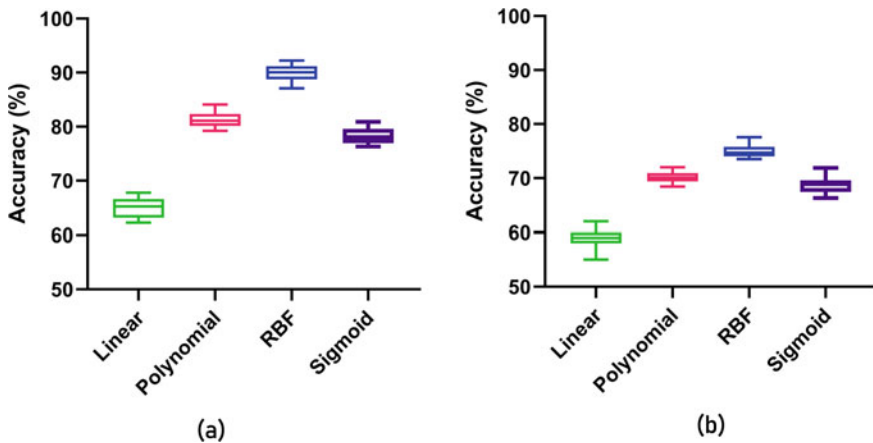 Accuracy (%)
100
90
80
70
60
50
Linear
Polynomial
RBF
Sigmoid
(a)
Accuracy (%)
100
90
80
70
60
50
Linear
Polynomial
RBF
Sigmoid
(b)